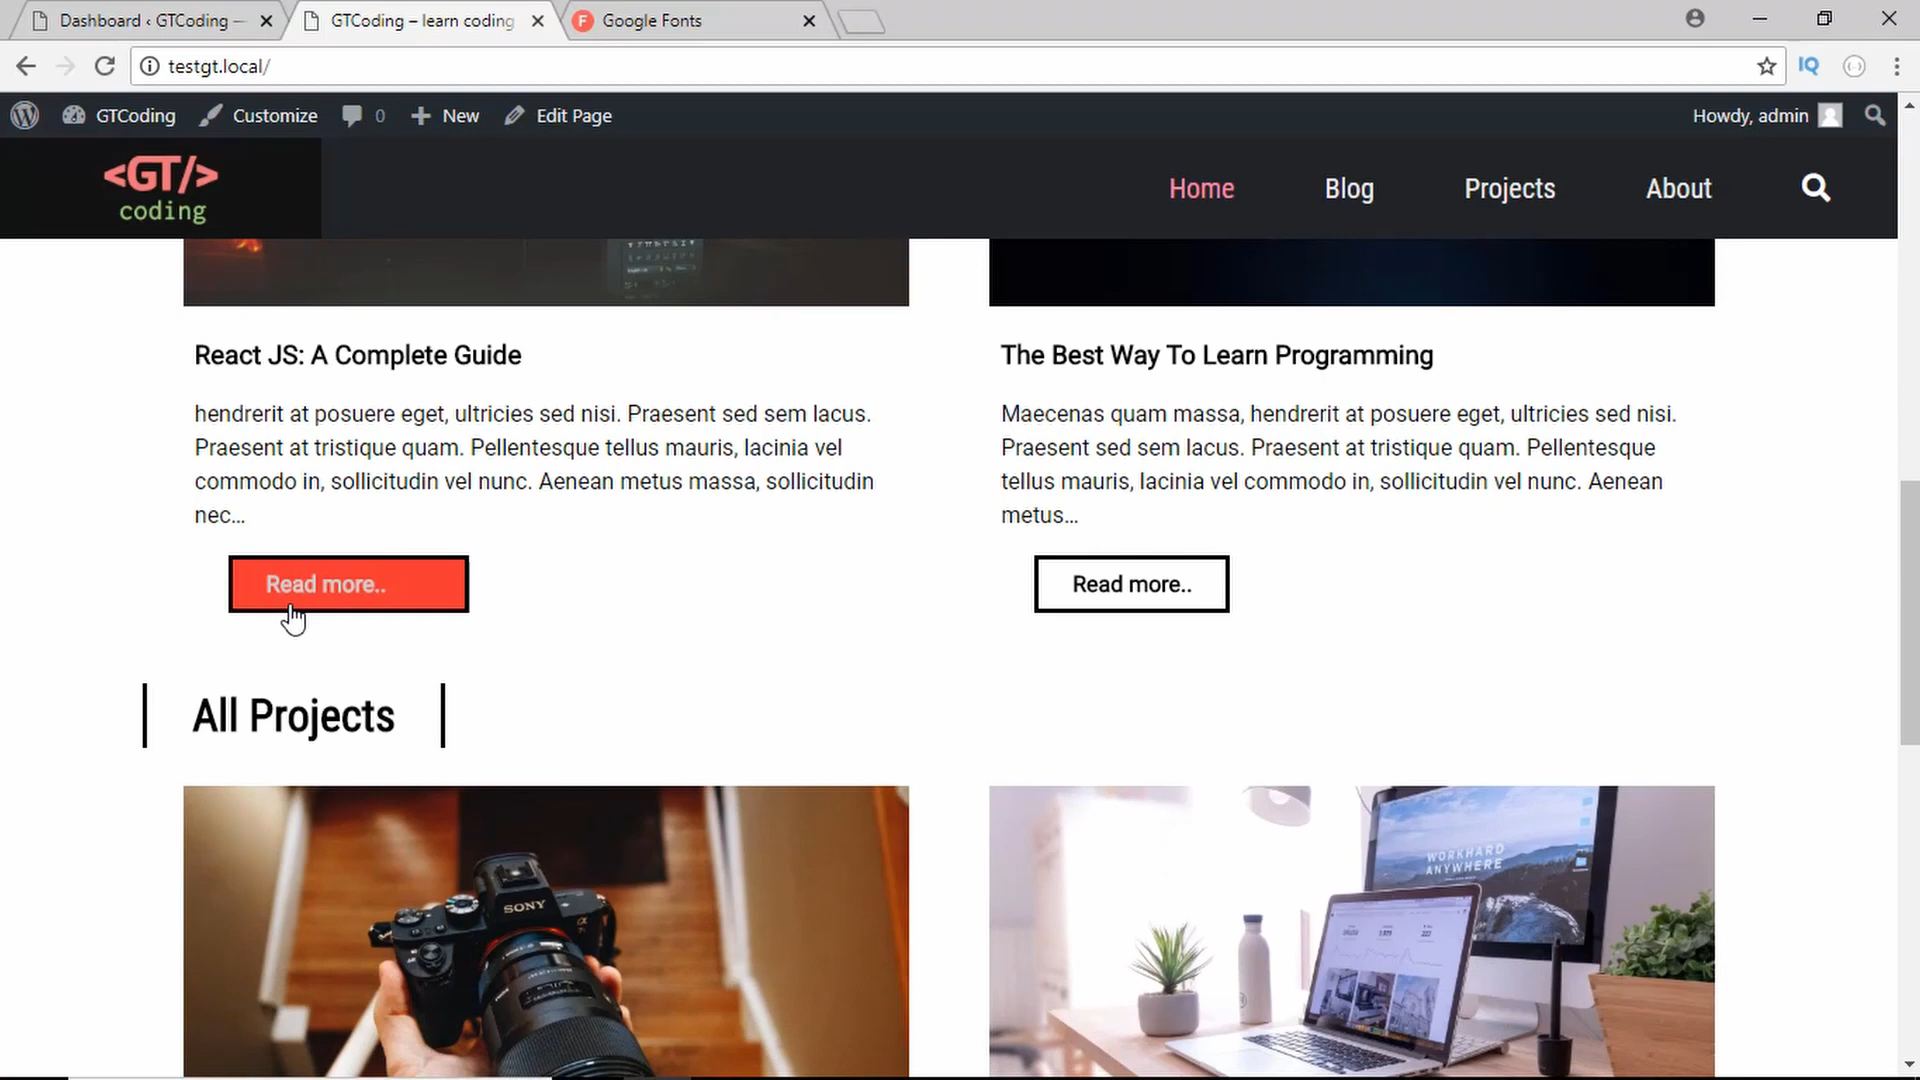 Dashboard ‹ GTCoding —
GTCoding – learn coding
Google Fonts
testgt.local/
IQ
GTCoding
Customize
0
New
Edit Page
Howdy, admin
<GT/>
coding
Home
Blog
Projects
About
React JS: A Complete Guide
hendrerit at posuere eget, ultricies sed nisi. Praesent sed sem lacus.
Praesent at tristique quam. Pellentesque tellus mauris, lacinia vel
commodo in, sollicitudin vel nunc. Aenean metus massa, sollicitudin
nec...
Read more..
The Best Way To Learn Programming
Maecenas quam massa, hendrerit at posuere eget, ultricies sed nisi.
Praesent sed sem lacus. Praesent at tristique quam. Pellentesque
tellus mauris, lacinia vel commodo in, sollicitudin vel nunc. Aenean
metus...
Read more..
All Projects
SONY
WORKHARD
ANYWHERE